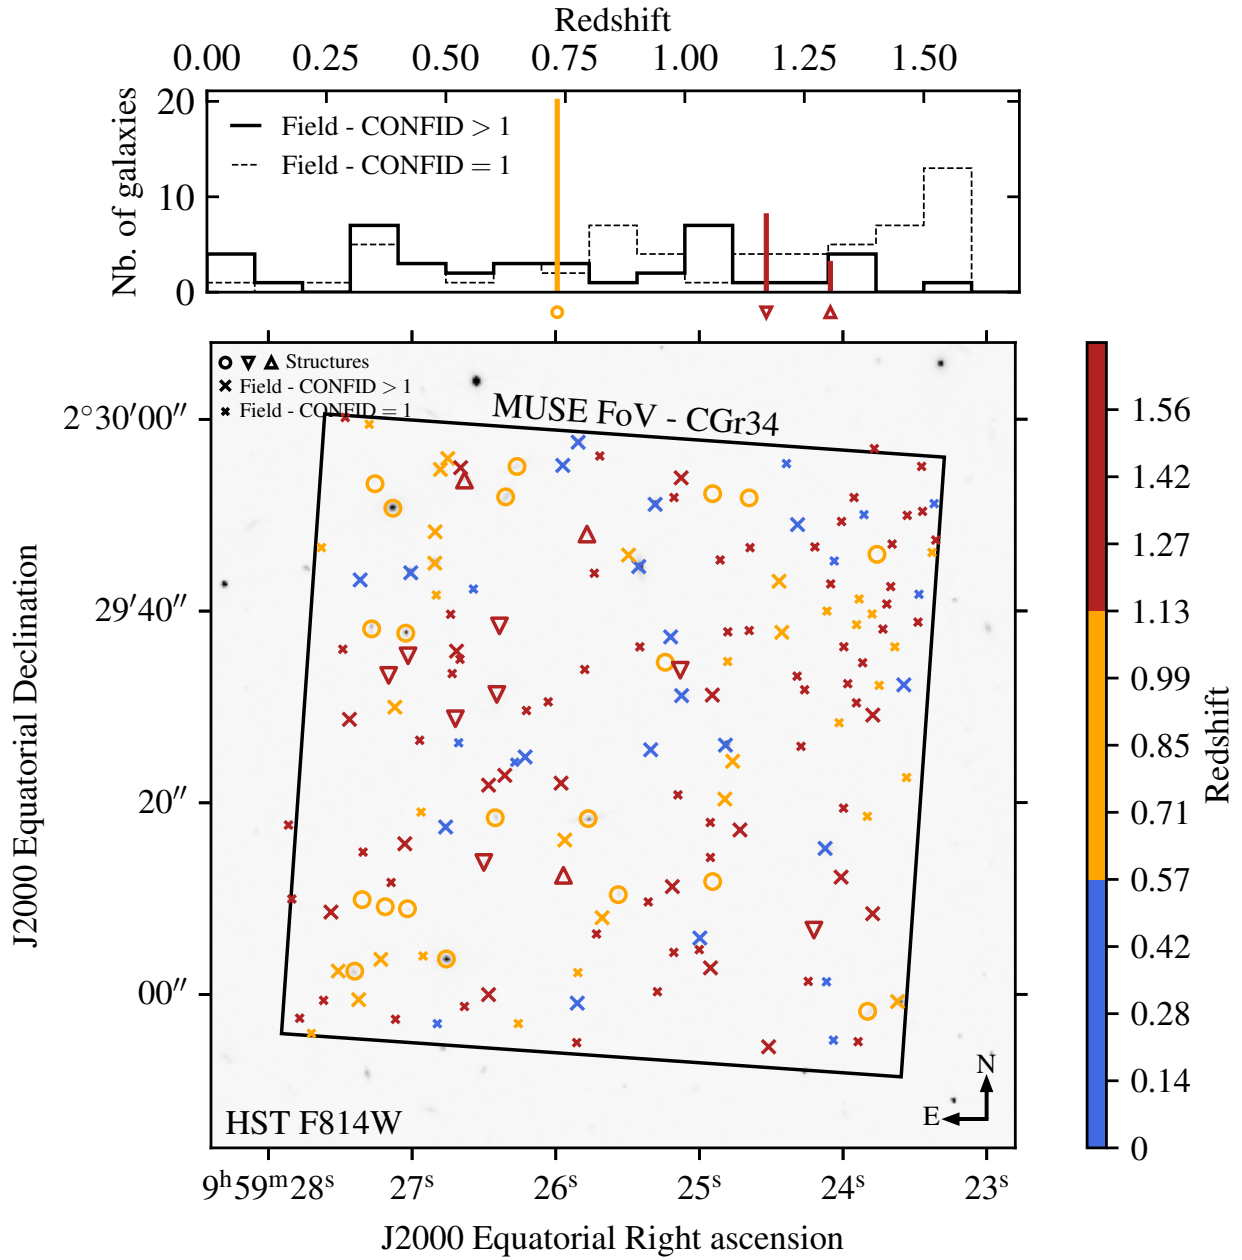 Redshift
0.00 0.25 0.50 0.75 1.00 1.25 1.50
Nb. of galaxies
20
10
0
Field - CONFID > 1
Field - CONFID = 1
Structures
Field - CONFID > 1
Field - CONFID = 1
MUSE FoV - CGr34
J2000 Equatorial Declination
2°30′00″
29′40″
20″
00″
HST F814W
N
E
9ʰ59ᵐ28ˢ 27ˢ 26ˢ 25ˢ 24ˢ 23ˢ
J2000 Equatorial Right ascension
1.56
1.42
1.27
1.13
0.99
0.85
0.71
0.57
0.42
0.28
0.14
0
Redshift